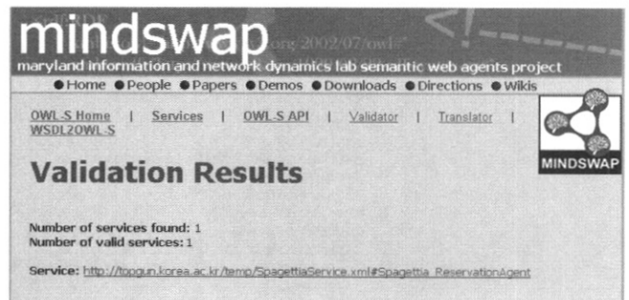 mindswap
org/2002/07/owl#"
<!
maryland information and network dynamics lab semantic web agents project
Home People Papers Demos Downloads Directions Wikis
OWL-S Home | Services | OWL-S API | Validator | Translator |
WSDL2OWL-S
MINDSWAP
Validation Results
Number of services found: 1
Number of valid services: 1
Service: http://topgun.korea.ac.kr/temp/SpagettiaService.xml#Spagettia_ReservationAgent